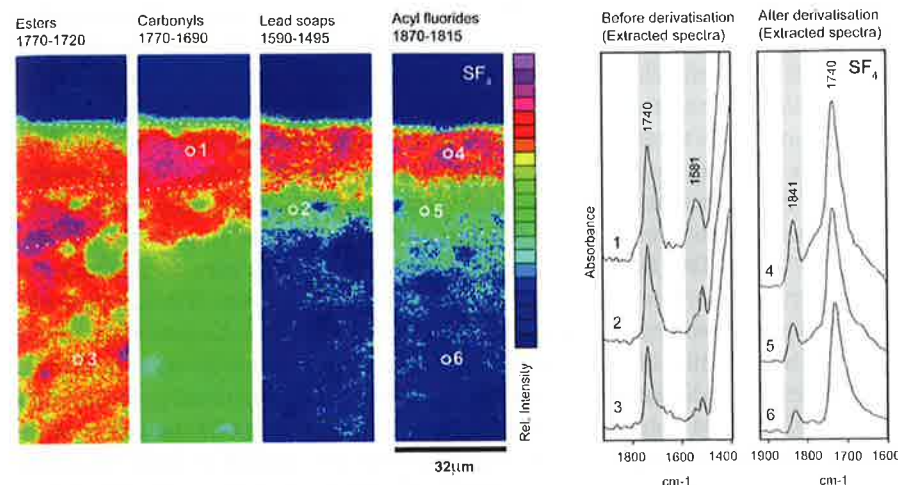 Esters
1770-1720
Carbonyls
1770-1690
Lead soaps
1590-1495
Acyl fluorides
1870-1815
SF4
1
2
3
4
5
6
Rel. Intensity
32µm
Before derivatisation
(Extracted spectra)
1740
1581
1
2
3
Absorbance
1800 1600 1400
cm-1
After derivalisation
(Extracted spectra)
1740
SF4
1841
4
5
6
1900 1800 1700 1600
cm-1